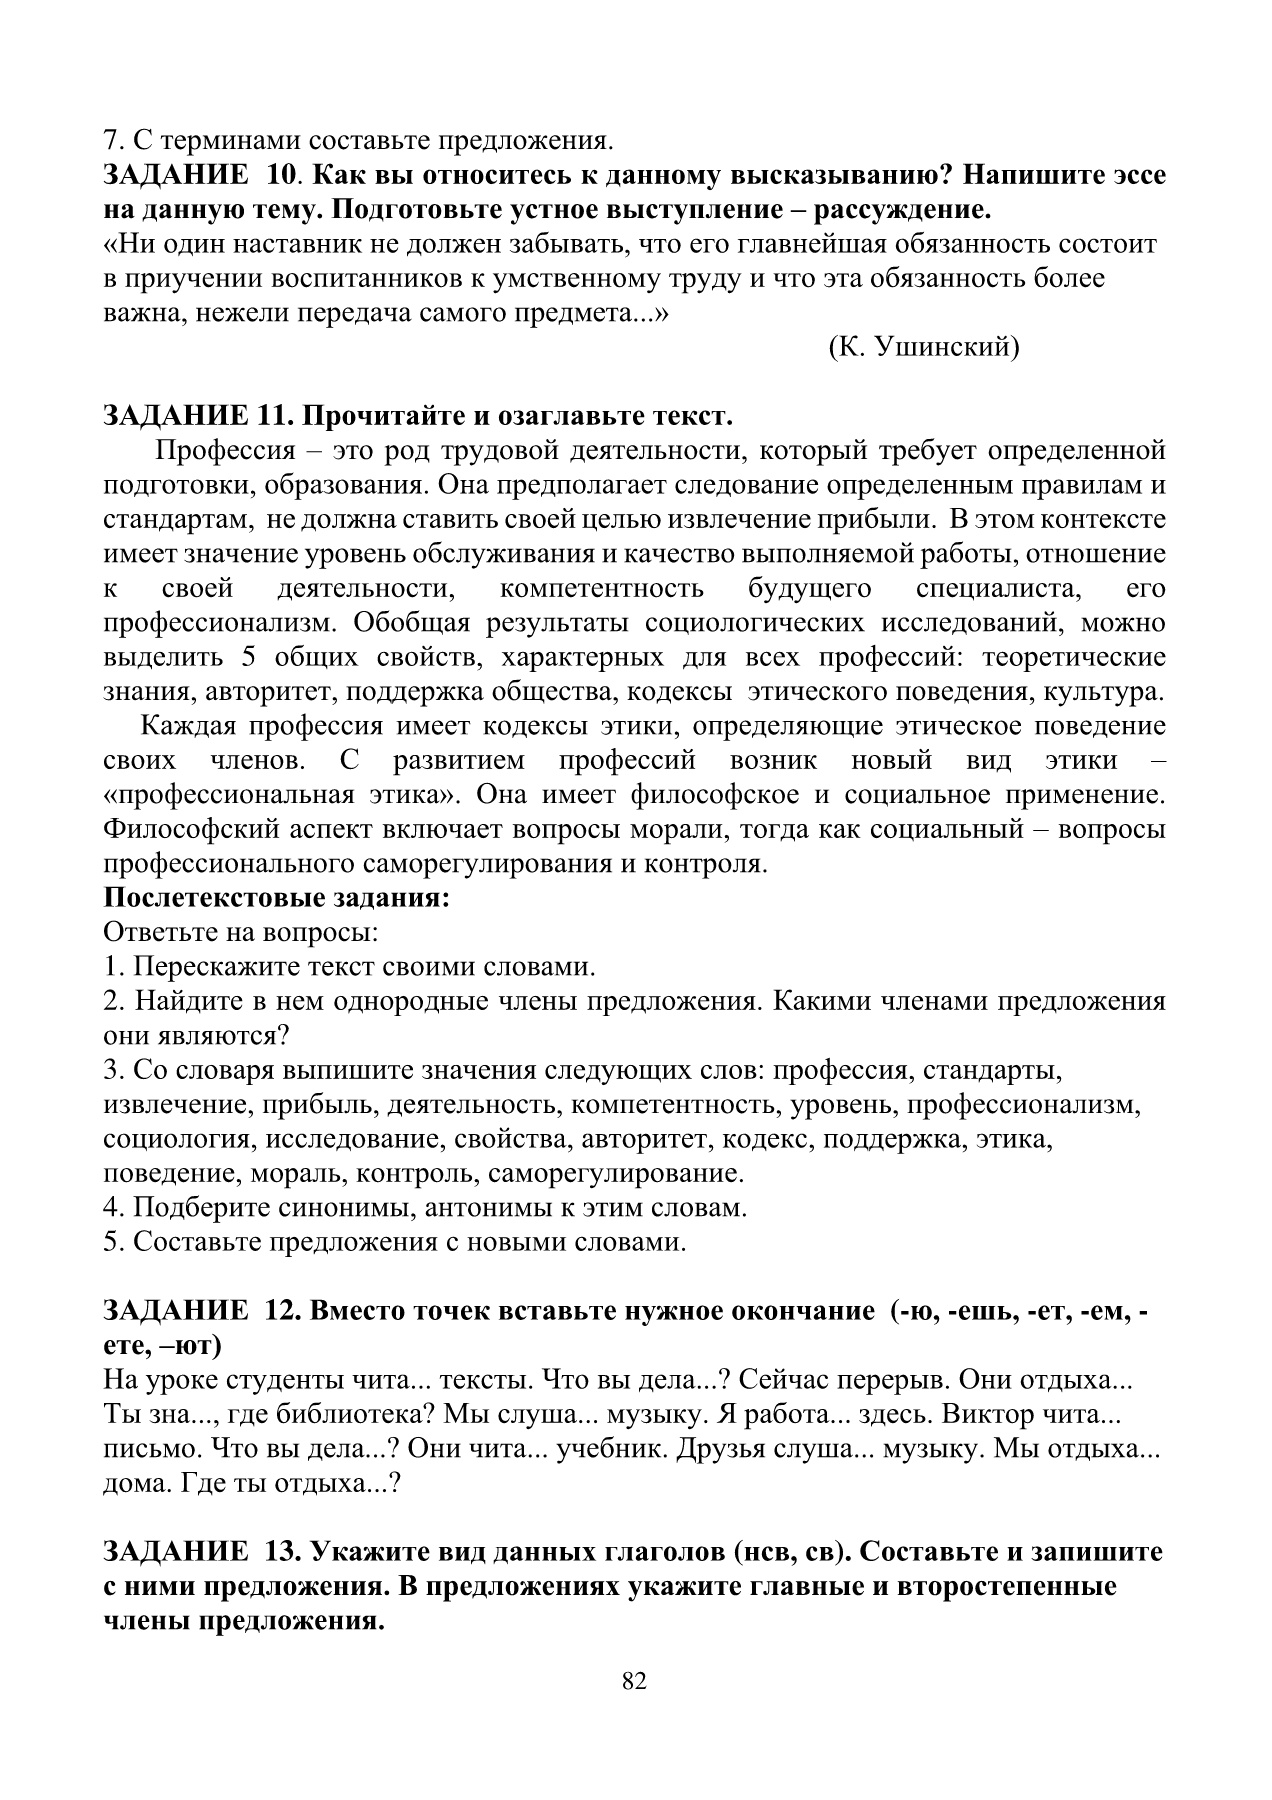 7. С терминами составьте предложения.
ЗАДАНИЕ 10. Как вы относитесь к данному высказыванию? Напишите эссе
на данную тему. Подготовьте устное выступление – рассуждение.
«Ни один наставник не должен забывать, что его главнейшая обязанность состоит
в приучении воспитанников к умственному труду и что эта обязанность более
важна, нежели передача самого предмета...»
(К. Ушинский)
ЗАДАНИЕ 11. Прочитайте и озаглавьте текст.
Профессия – это род трудовой деятельности, который требует определенной
подготовки, образования. Она предполагает следование определенным правилам и
стандартам, не должна ставить своей целью извлечение прибыли. В этом контексте
имеет значение уровень обслуживания и качество выполняемой работы, отношение
к своей деятельности, компетентность будущего специалиста, его
профессионализм. Обобщая результаты социологических исследований, можно
выделить 5 общих свойств, характерных для всех профессий: теоретические
знания, авторитет, поддержка общества, кодексы этического поведения, культура.
Каждая профессия имеет кодексы этики, определяющие этическое поведение
своих членов. С развитием профессий возник новый вид этики –
«профессиональная этика». Она имеет философское и социальное применение.
Философский аспект включает вопросы морали, тогда как социальный – вопросы
профессионального саморегулирования и контроля.
Послетекстовые задания:
Ответьте на вопросы:
1. Перескажите текст своими словами.
2. Найдите в нем однородные члены предложения. Какими членами предложения
они являются?
3. Со словаря выпишите значения следующих слов: профессия, стандарты,
извлечение, прибыль, деятельность, компетентность, уровень, профессионализм,
социология, исследование, свойства, авторитет, кодекс, поддержка, этика,
поведение, мораль, контроль, саморегулирование.
4. Подберите синонимы, антонимы к этим словам.
5. Составьте предложения с новыми словами.
ЗАДАНИЕ 12. Вместо точек вставьте нужное окончание (-ю, -ешь, -ет, -ем, -
ете, –ют)
На уроке студенты чита... тексты. Что вы дела...? Сейчас перерыв. Они отдыха...
Ты зна..., где библиотека? Мы слуша... музыку. Я работа... здесь. Виктор чита...
письмо. Что вы дела...? Они чита... учебник. Друзья слуша... музыку. Мы отдыха...
дома. Где ты отдыха...?
ЗАДАНИЕ 13. Укажите вид данных глаголов (нсв, св). Составьте и запишите
с ними предложения. В предложениях укажите главные и второстепенные
члены предложения.
82